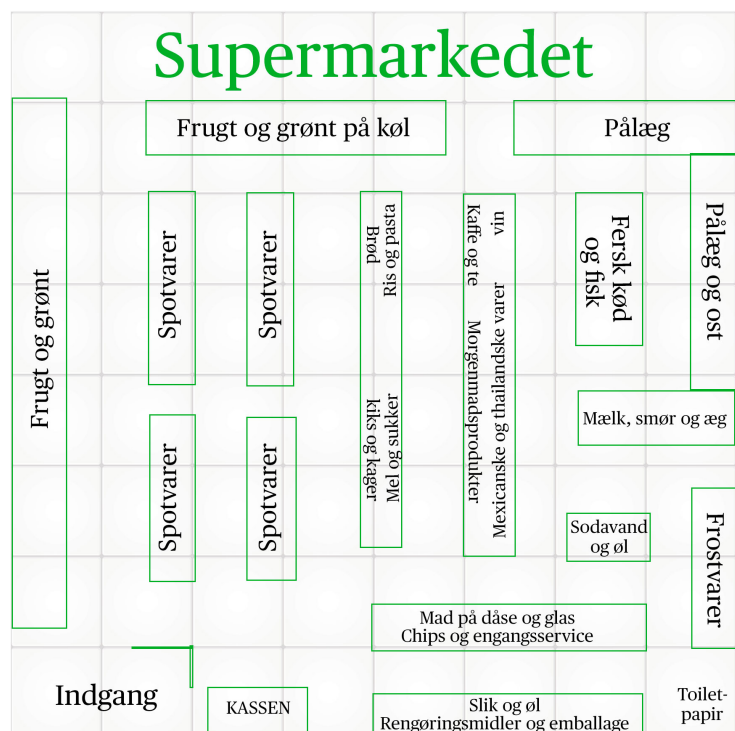 Supermarkedet
Frugt og grønt på køl
Pålæg
Frugt og grønt
Spotvarer
Spotvarer
Brød
Ris og pasta
kiks og kager
Mel og sukker
Kaffe og te
vin
Morgenmadsprodukter
Mexicanske og thailandske varer
Fersk kød
og fisk
Pålæg og ost
Mælk, smør og æg
Spotvarer
Spotvarer
Sodavand
og øl
Frostvarer
Mad på dåse og glas
Chips og engangsservice
Indgang
KASSEN
Slik og øl
Rengøringsmidler og emballage
Toilet-
papir